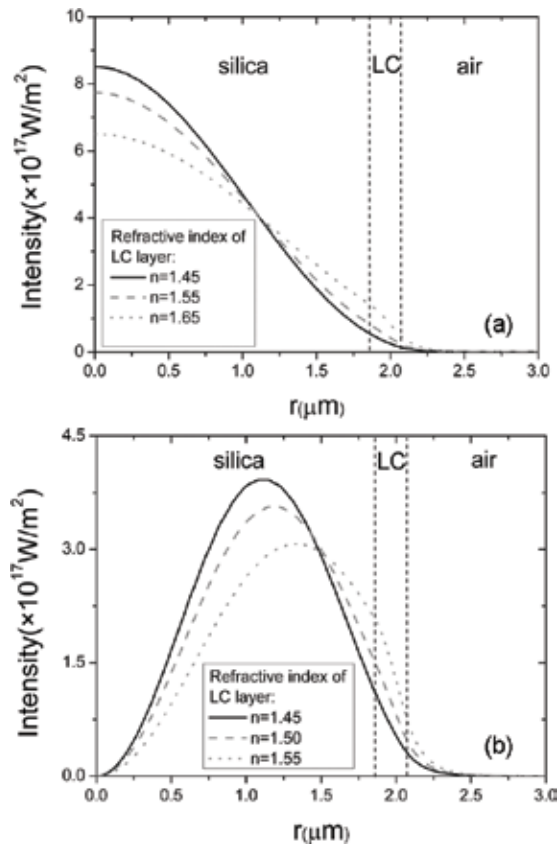 10
8
6
4
2
0
Intensity(×10¹⁷W/m²)
silica
LC
air
Refractive index of
LC layer:
n=1.45
n=1.55
n=1.65
(a)
0.0 0.5 1.0 1.5 2.0 2.5 3.0
r(μm)
4.5
3.0
1.5
0.0
Intensity(×10¹⁷W/m²)
silica
LC
air
Refractive index of
LC layer:
n=1.45
n=1.50
n=1.55
(b)
0.0 0.5 1.0 1.5 2.0 2.5 3.0
r(μm)